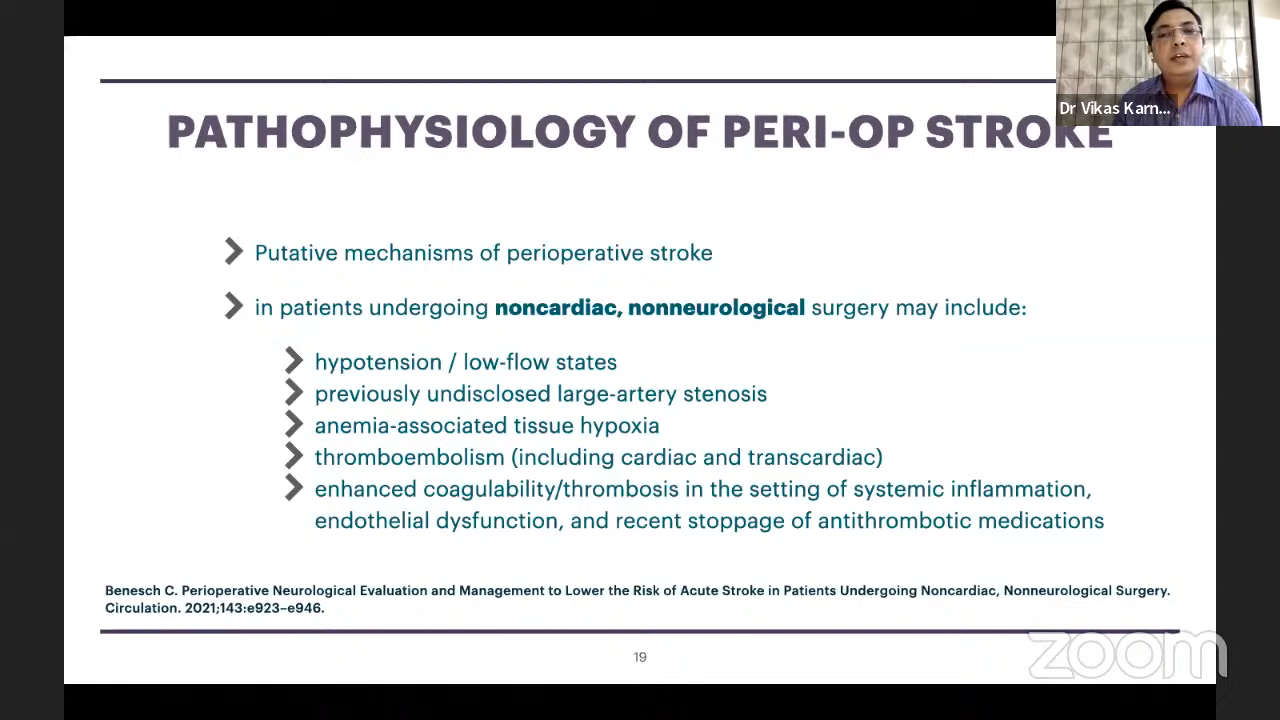 Dr Vikas Karn...
PATHOPHYSIOLOGY OF PERI-OP STROKE
Putative mechanisms of perioperative stroke
in patients undergoing noncardiac, nonneurological surgery may include:
hypotension / low-flow states
previously undisclosed large-artery stenosis
anemia-associated tissue hypoxia
thromboembolism (including cardiac and transcardiac)
enhanced coagulability/thrombosis in the setting of systemic inflammation,
endothelial dysfunction, and recent stoppage of antithrombotic medications
Benesch C. Perioperative Neurological Evaluation and Management to Lower the Risk of Acute Stroke in Patients Undergoing Noncardiac, Nonneurological Surgery.
Circulation. 2021;143:e923–e946.
19
zoom